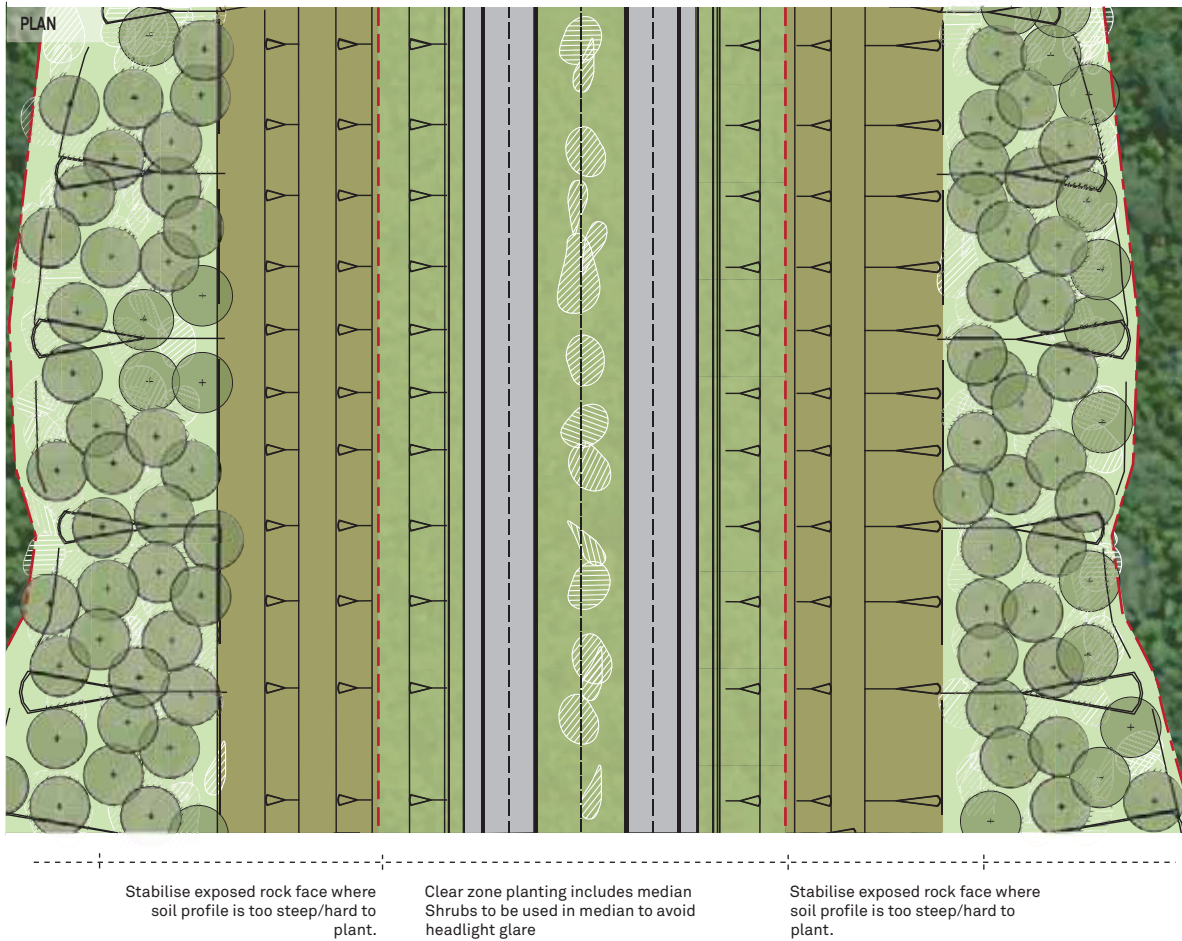 PLAN
Stabilise exposed rock face where
soil profile is too steep/hard to
plant.
Clear zone planting includes median
Shrubs to be used in median to avoid
headlight glare
Stabilise exposed rock face where
soil profile is too steep/hard to
plant.